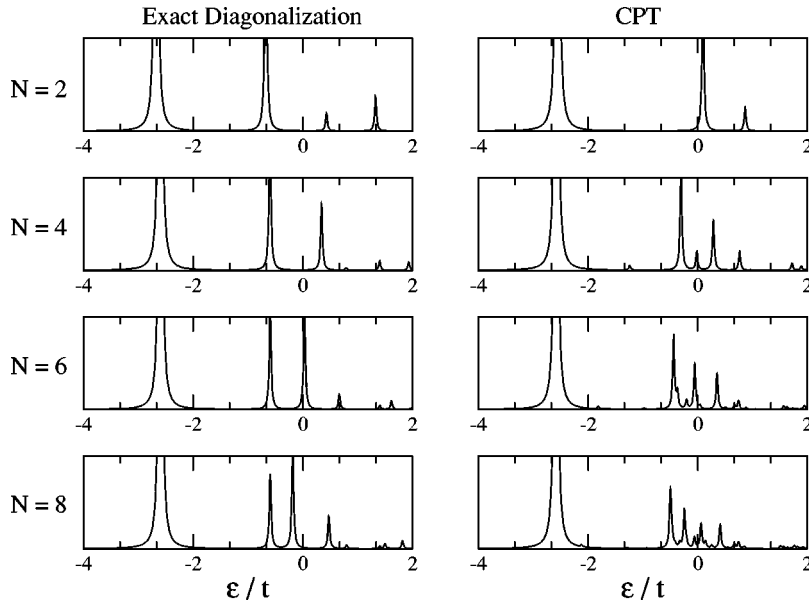 Exact Diagonalization CPT
N = 2
-4 -2 0 2 -4 -2 0 2
N = 4
-4 -2 0 2 -4 -2 0 2
N = 6
-4 -2 0 2 -4 -2 0 2
N = 8
-4 -2 0 2 -4 -2 0 2
ε / t ε / t